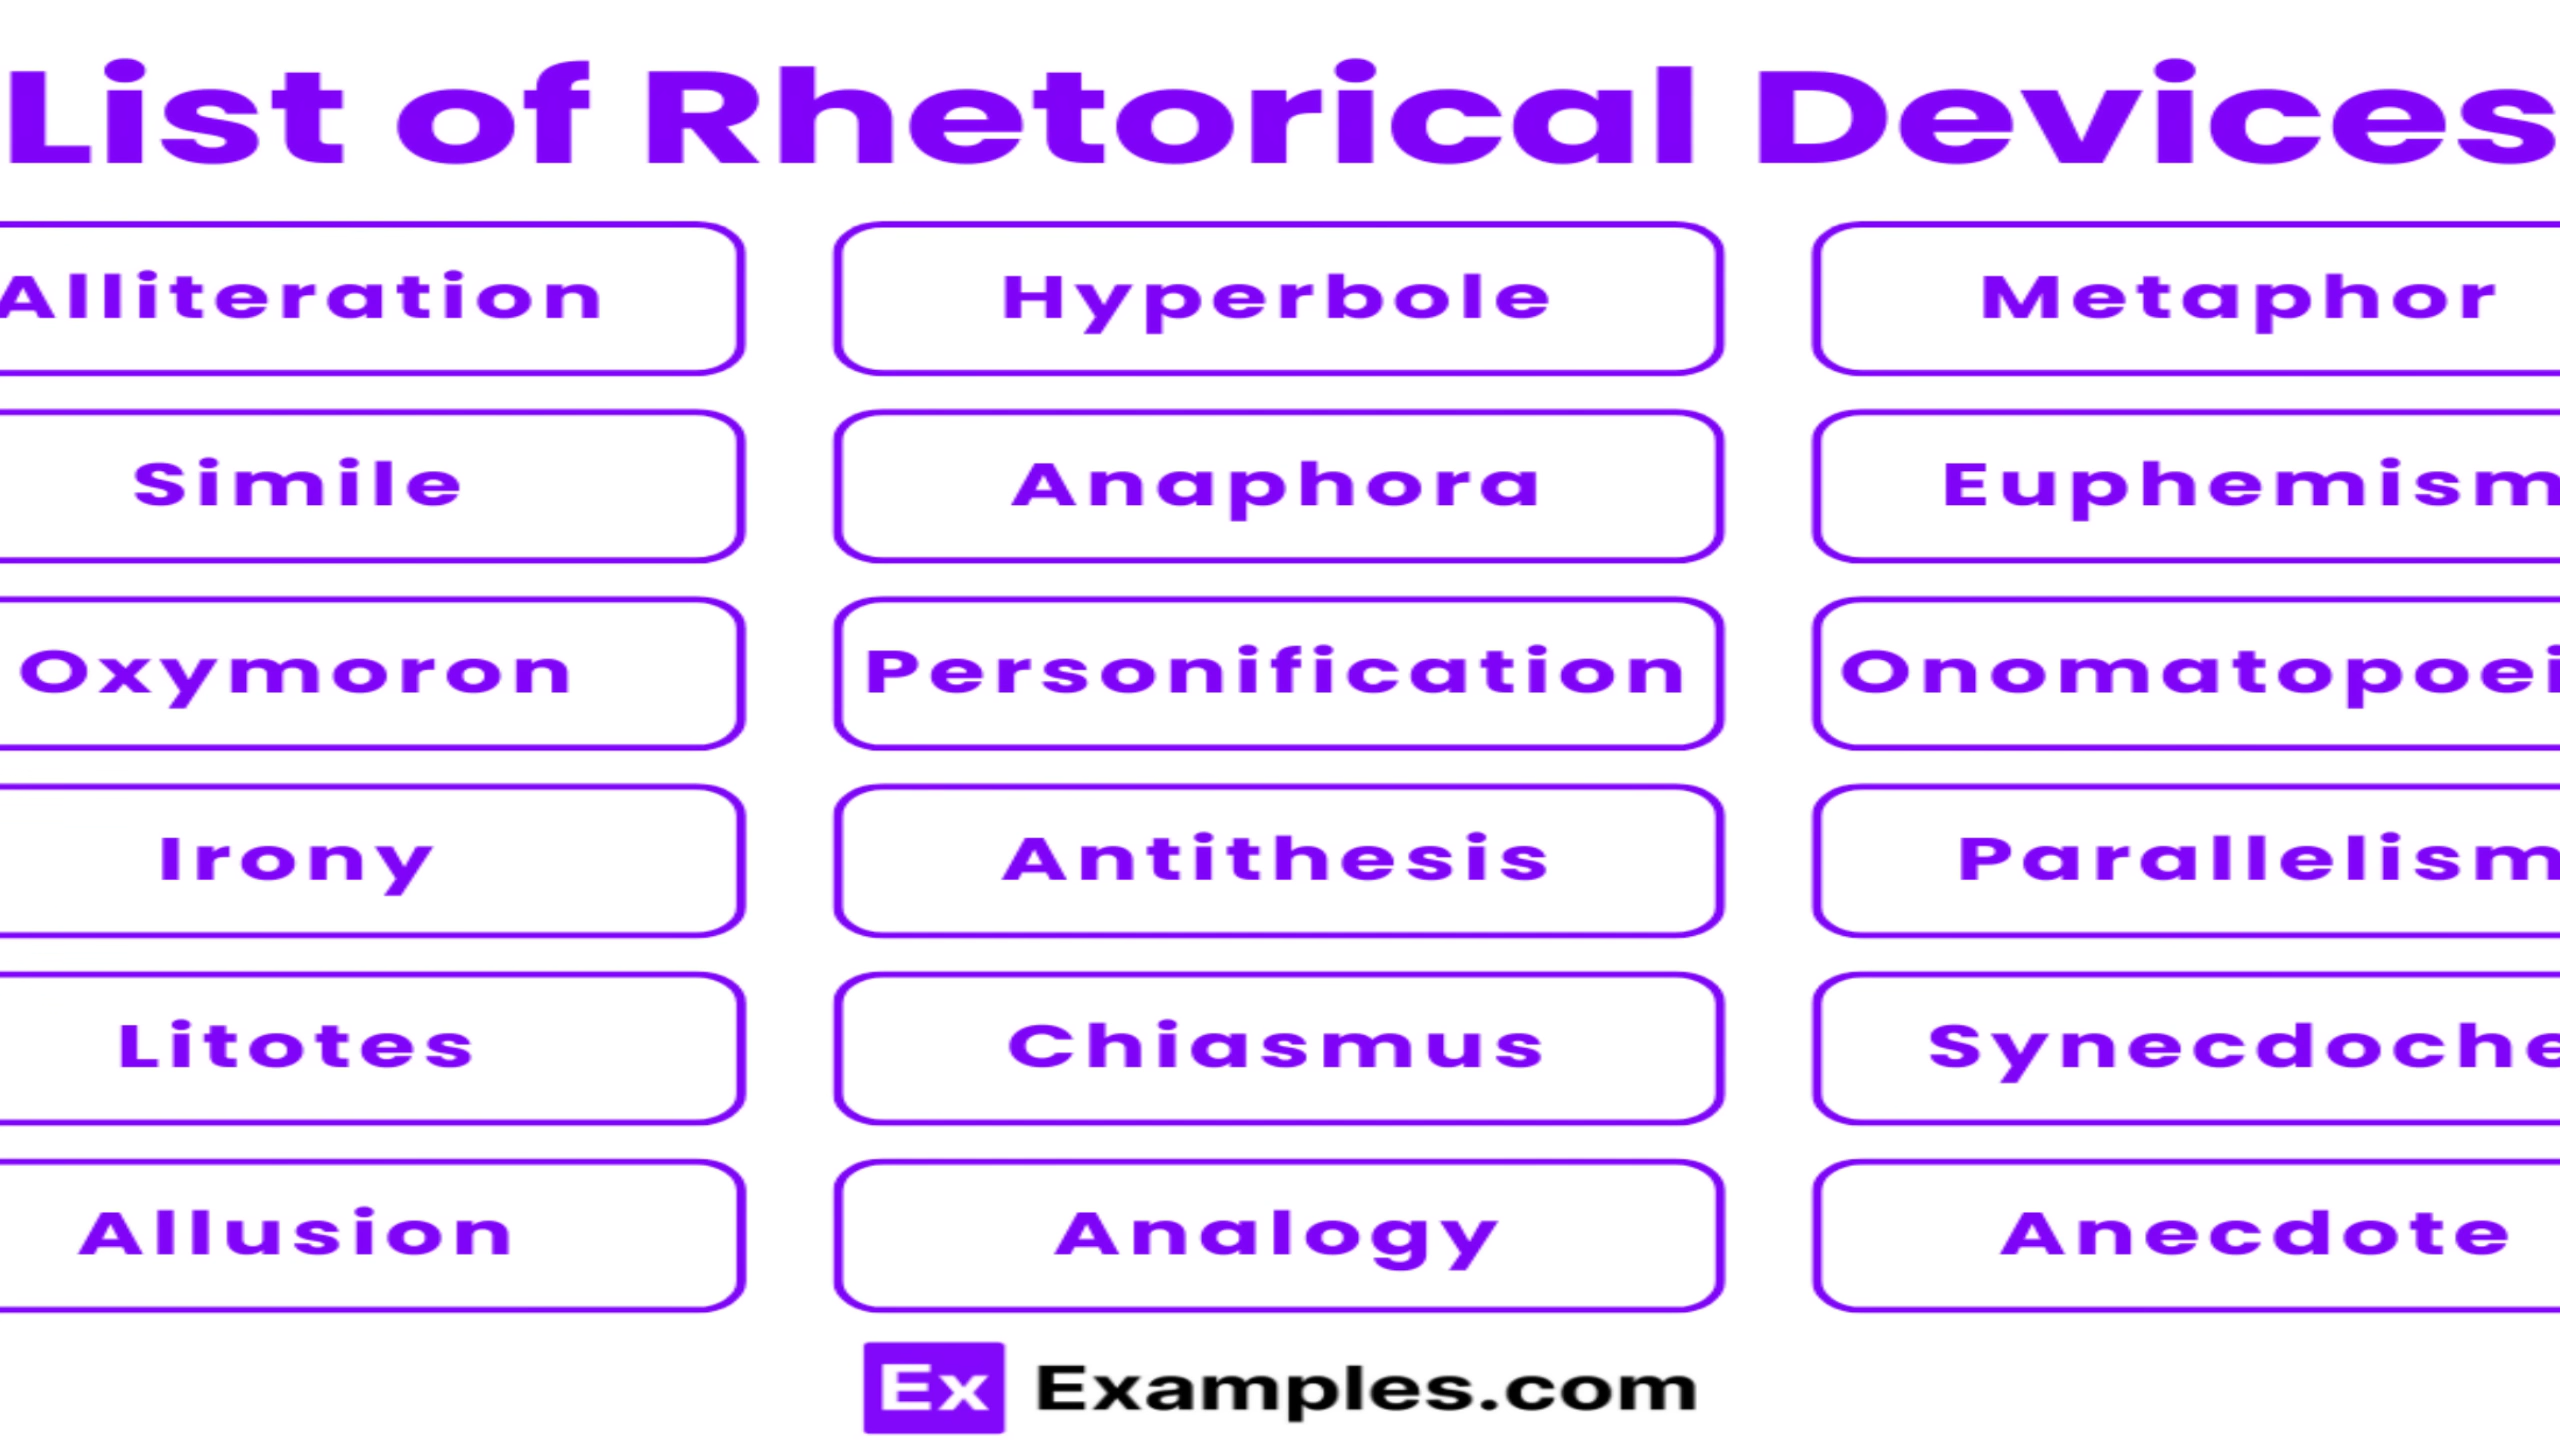 List of Rhetorical Devices
Alliteration Hyperbole Metaphor
Simile Anaphora Euphemism
Oxymoron Personification Onomatopoei
Irony Antithesis Parallelism
Litotes Chiasmus Synecdoche
Allusion Analogy Anecdote
Ex Examples.com